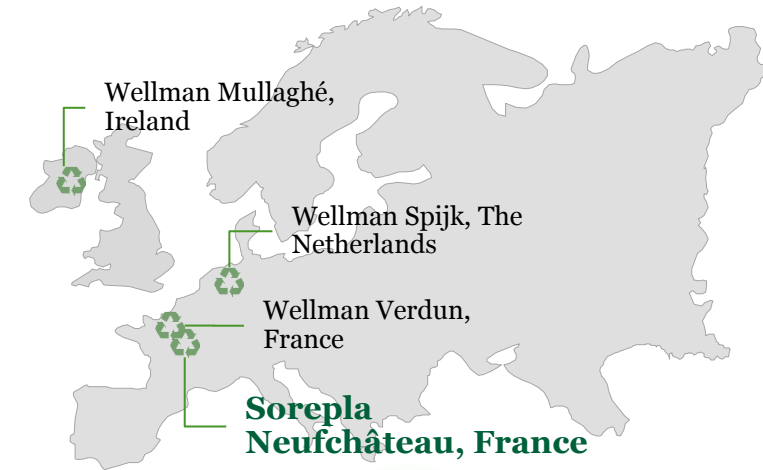 Wellman Mullaghé,
Ireland
Wellman Spijk, The
Netherlands
Wellman Verdun,
France
Sorepla
Neufchâteau, France